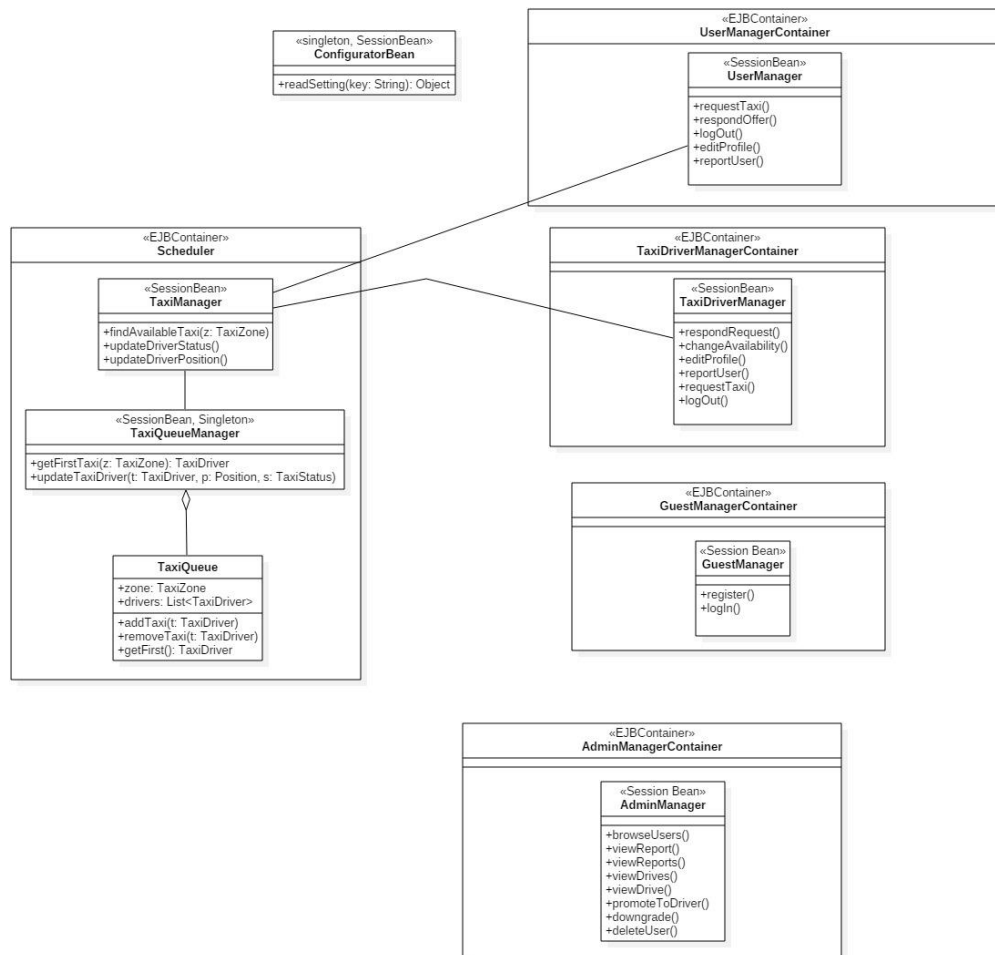 «singleton, SessionBean»
ConfiguratorBean
+readSetting(key: String): Object
«EJBContainer»
UserManagerContainer
«SessionBean»
UserManager
+requestTaxi()
+respondOffer()
+logOut()
+editProfile()
+reportUser()
«EJBContainer»
Scheduler
«SessionBean»
TaxiManager
+findAvailableTaxi(z: TaxiZone)
+updateDriverStatus()
+updateDriverPosition()
«SessionBean, Singleton»
TaxiQueueManager
+getFirstTaxi(z: TaxiZone): TaxiDriver
+updateTaxiDriver(t: TaxiDriver, p: Position, s: TaxiStatus)
TaxiQueue
+zone: TaxiZone
+drivers: List<TaxiDriver>
+addTaxi(t: TaxiDriver)
+removeTaxi(t: TaxiDriver)
+getFirst(): TaxiDriver
«EJBContainer»
TaxiDriverManagerContainer
«SessionBean»
TaxiDriverManager
+respondRequest()
+changeAvailability()
+editProfile()
+reportUser()
+requestTaxi()
+logOut()
«EJBContainer»
GuestManagerContainer
«Session Bean»
GuestManager
+register()
+logIn()
«EJBContainer»
AdminManagerContainer
«Session Bean»
AdminManager
+browseUsers()
+viewReport()
+viewReports()
+viewDrives()
+viewDrive()
+promoteToDriver()
+downgrade()
+deleteUser()